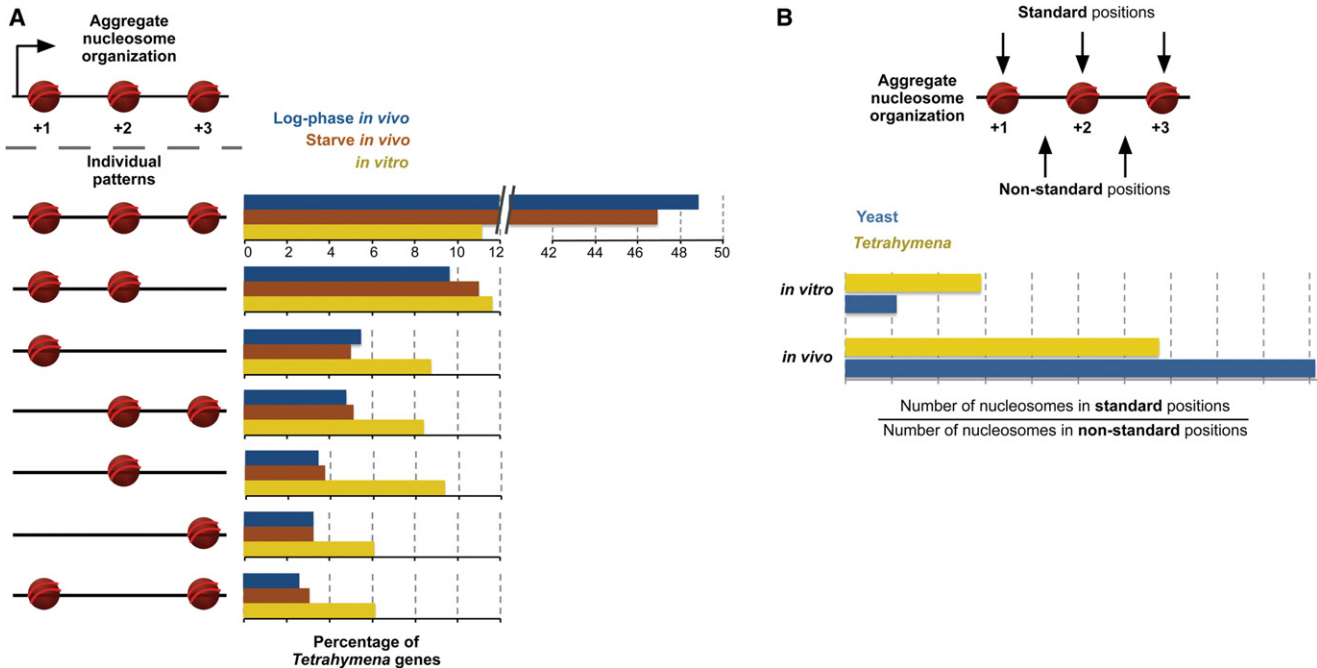 A
Aggregate
nucleosome
organization
+1 +2 +3
Individual
patterns
Log-phase in vivo
Starve in vivo
in vitro
0 2 4 6 8 10 12 42 44 46 48 50
Percentage of
Tetrahymena genes
B
Standard positions
Aggregate
nucleosome
organization
+1 +2 +3
Non-standard positions
Yeast
Tetrahymena
in vitro
in vivo
Number of nucleosomes in standard positions
Number of nucleosomes in non-standard positions